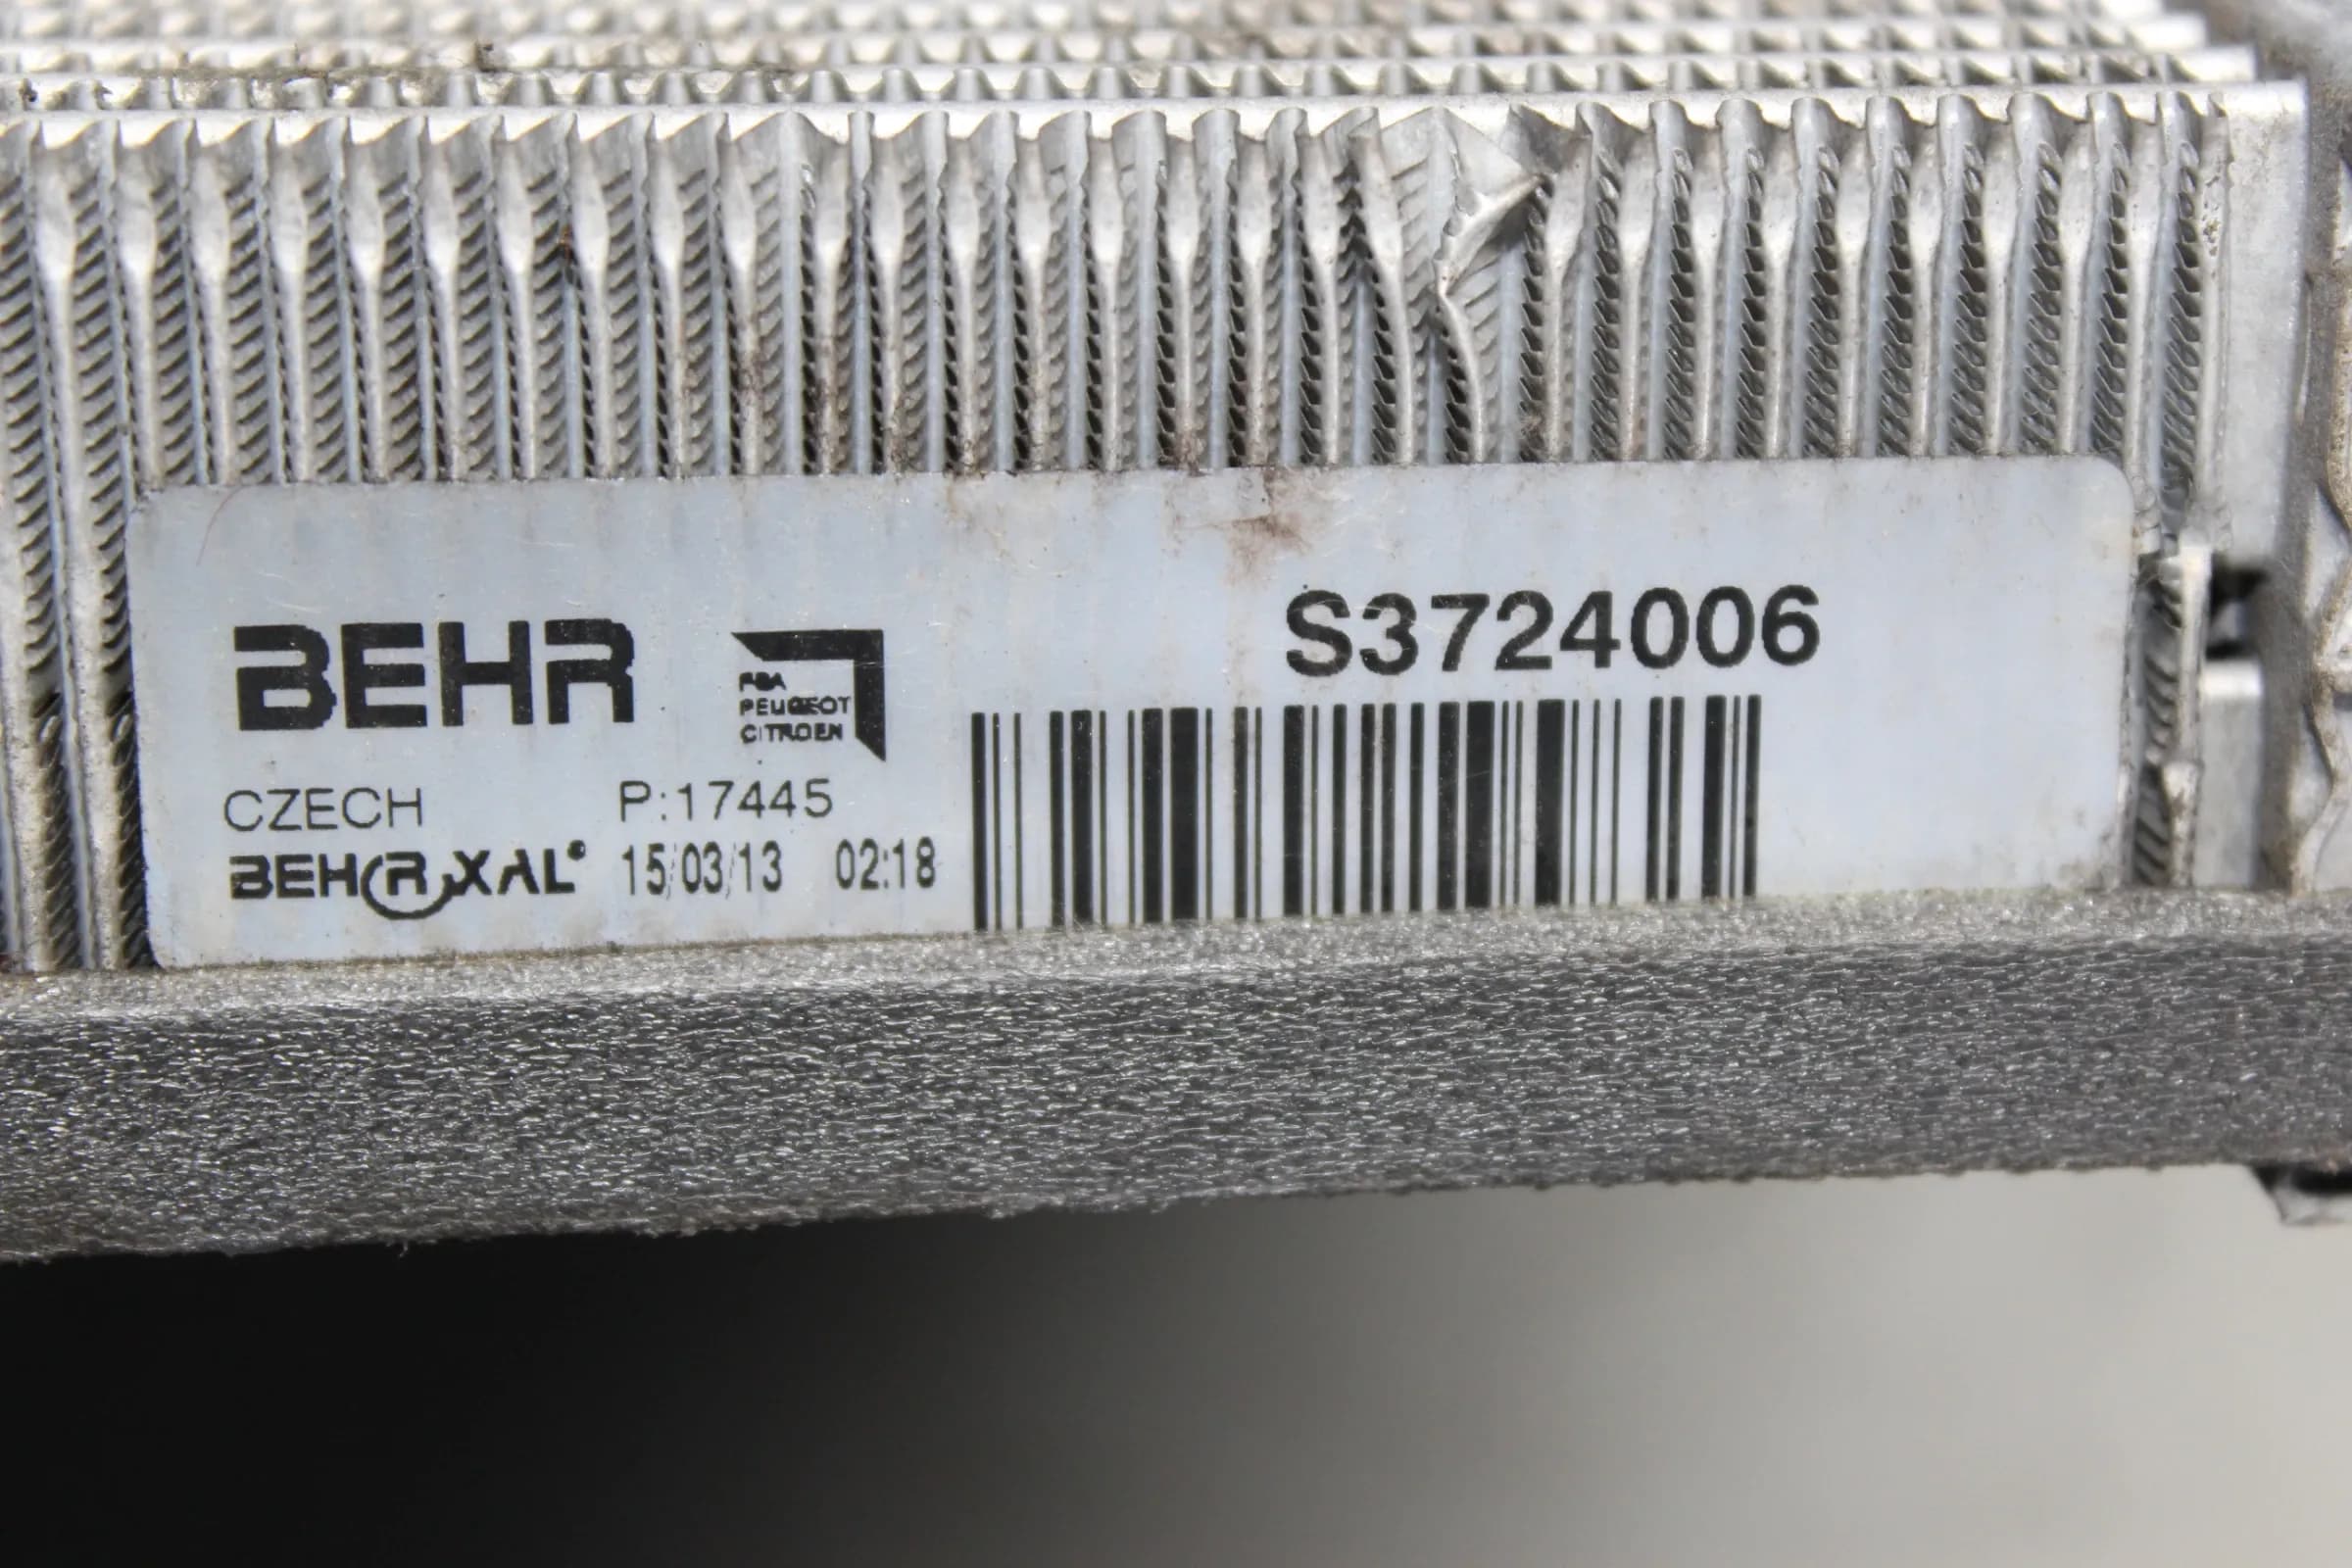 BEHR
PSA
PEUGEOT
CITROEN
S3724006
CZECH P:17445
BEHRXAL 15/03/13 02:18